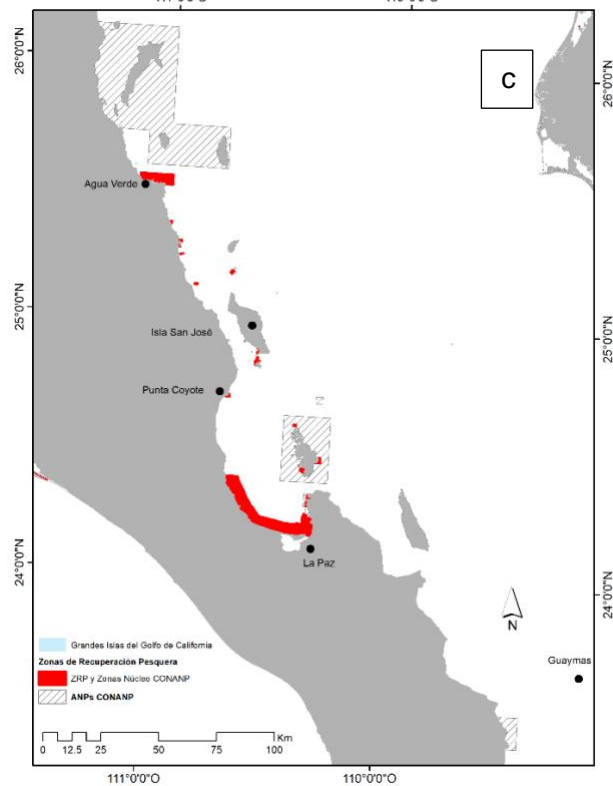 C
26°0'0"N
26°0'0"N
Agua Verde
25°0'0"N
25°0'0"N
Isla San José
Punta Coyote
La Paz
24°0'0"N
24°0'0"N
N
Guaymas
Grandes Islas del Golfo de California
Zonas de Recuperación Pesquera
ZRP y Zonas Núcleo CONANP
ANPs CONANP
Km
0 12.5 25 50 75 100
111°0'0"O
110°0'0"O